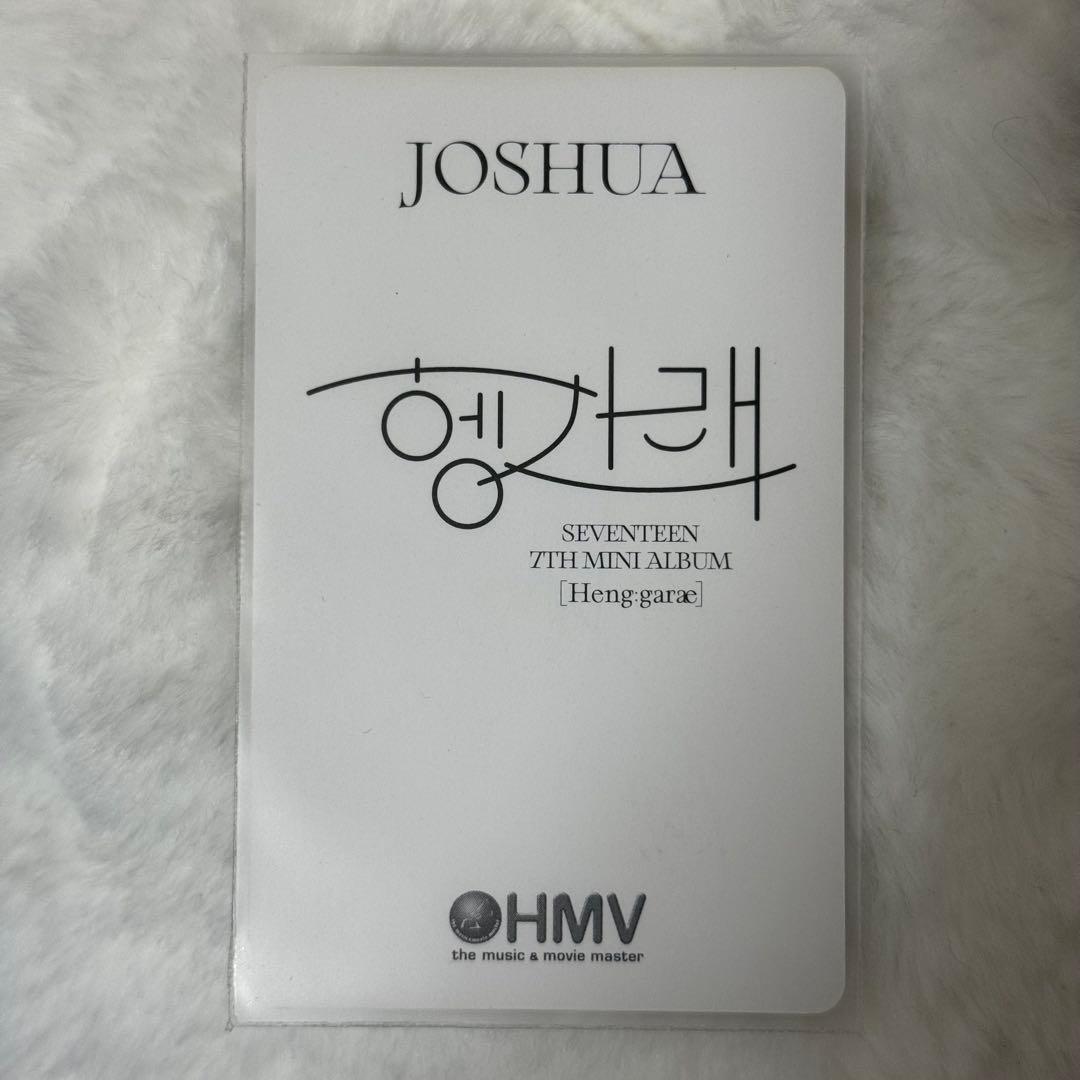 JOSHUA
헹가래
SEVENTEEN
7TH MINI ALBUM
[Heng:garæ]
HMV
the music & movie master